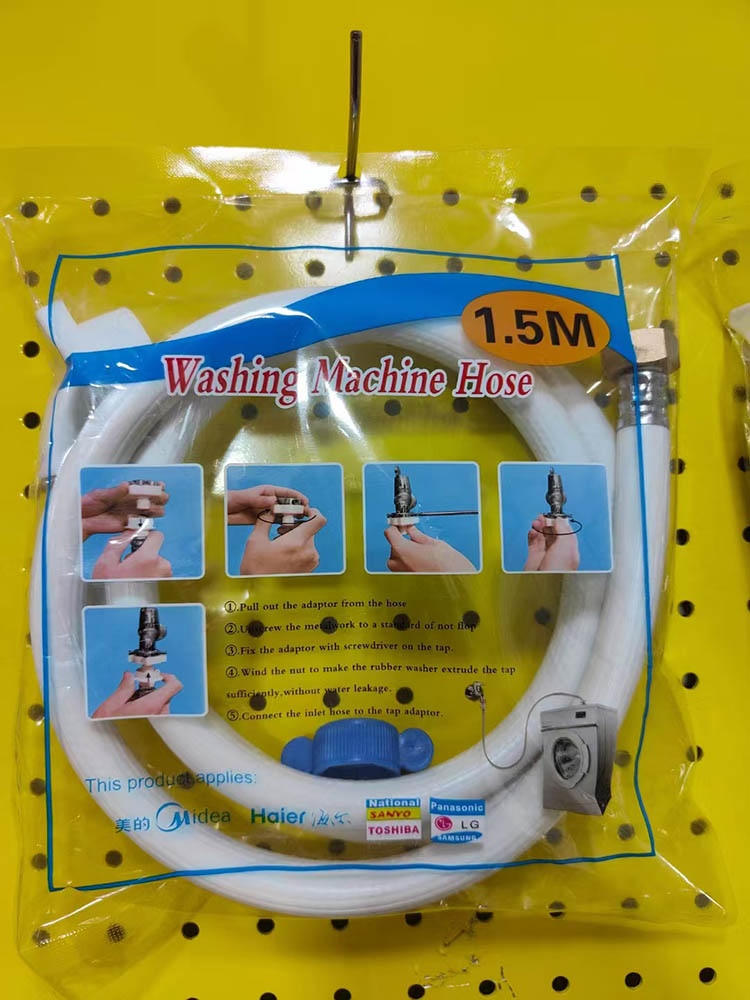 1.5M
Washing Machine Hose
①.Pull out the adaptor from the hose
②.Unscrew the metalwork to a standard of not flop
③.Fix the adaptor with screwdriver on the tap.
④.Wind the nut to make the rubber washer extrude the tap
sufficiently,without water leakage.
⑤.Connect the inlet hose to the tap adaptor.
This product applies:
美的 Midea Haier 海尔
National
SANYO
TOSHIBA
Panasonic
LG
SAMSUNG